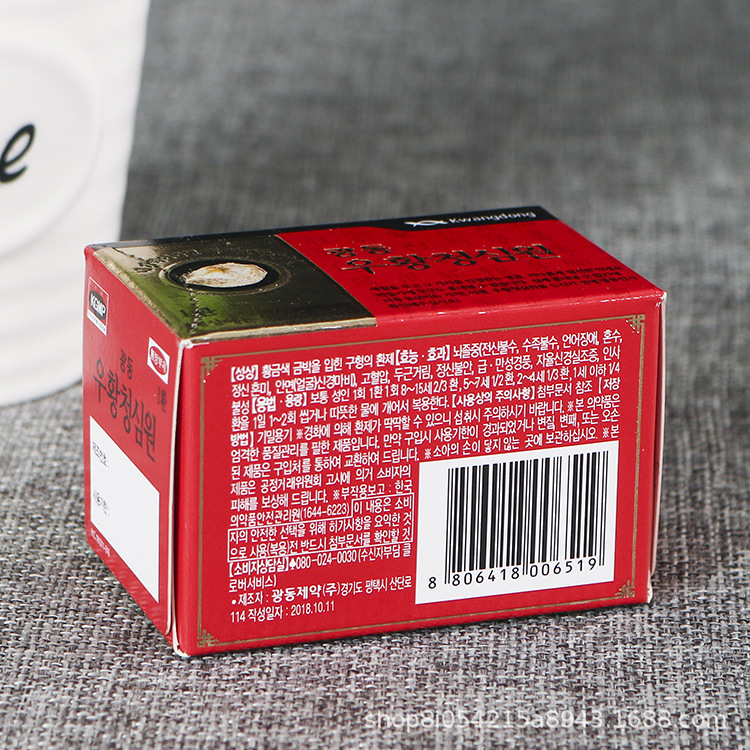 e
Kwangdong
광동
우황청심원
KGMP
광동
우황청심원
1환
제조번호:
사용기한:
[성상] 황금색 금박을 입힌 구형의 환제 [효능·효과] 뇌졸중(전신불수, 수족불수, 언어장애, 혼수,
정신혼미, 안면(얼굴)신경마비), 고혈압, 두근거림, 정신불안, 급·만성경풍, 자율신경실조증, 인사
불성 [용법·용량] 보통 성인 1회 1환 1회 8~15세 2/3 환, 5~7세 1/2 환, 2~4세 1/3 환, 1세 이하 1/4
환을 1일 1~2회 씹거나 따뜻한 물에 개어서 복용한다. [사용상의 주의사항] 첨부문서 참조 [저장
방법] 기밀용기 ※경화에 의해 환제가 딱딱할 수 있으니 섭취시 주의하시기 바랍니다. ※본 의약품은
엄격한 품질관리를 필한 제품입니다. 만약 구입시 사용기한이 경과되었거나 변질, 변패, 또는 오손
된 제품은 구입처를 통하여 교환하여 드립니다. ※소아의 손이 닿지 않는 곳에 보관하십시오. ※본
제품은 공정거래위원회 고시에 의거 소비자의
피해를 보상해 드립니다. ※부작용보고 : 한국
의약품안전관리원(1644-6223) 이 내용은 소비
자의 안전한 선택을 위해 허가사항을 요약한 것
으로 사용(복용)전 반드시 첨부문서를 확인할 것
[소비자상담실] 080-024-0030 (수신자부담 클
로버서비스)
• 제조자 : 광동제약(주) 경기도 평택시 산단로
114 작성일자 : 2018.10.11
8 806418 006519
shop8j054215a8943.1688.com